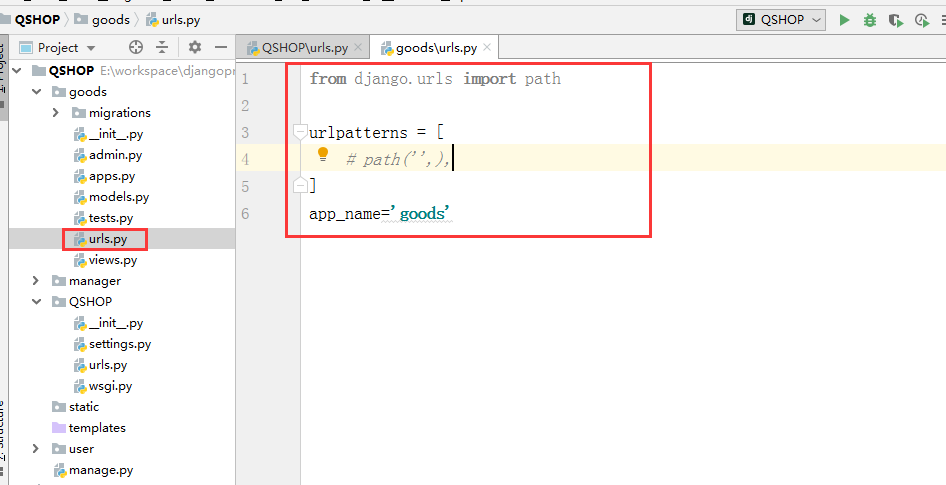 QSHOP goods urls.py
QSHOP
Project
QSHOP\urls.py
goods\urls.py
QSHOP E:\workspace\djangopr
goods
migrations
__init__.py
admin.py
apps.py
models.py
tests.py
urls.py
views.py
manager
QSHOP
__init__.py
settings.py
urls.py
wsgi.py
static
templates
user
manage.py
1 from django.urls import path
2
3 urlpatterns = [
4 # path('',),
5 ]
6 app_name='goods'